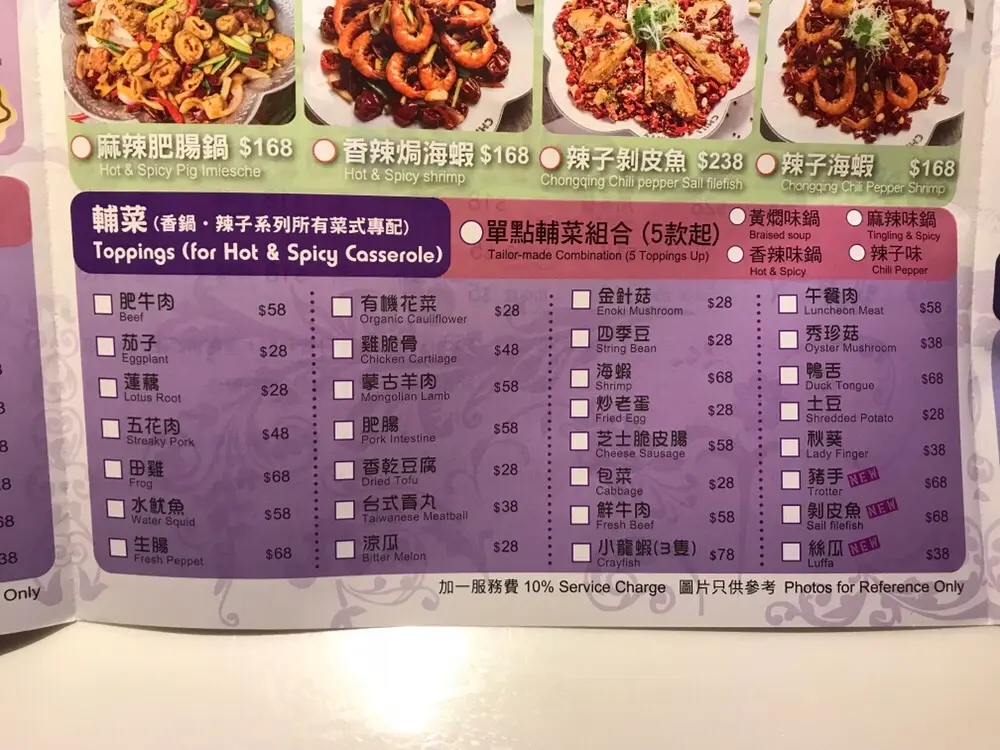 麻辣肥腸鍋 $168
Hot & Spicy Pig Imiesche
香辣焗海蝦 $168
Hot & Spicy shrimp
辣子剝皮魚 $238
Chongqing Chili pepper Sail filefish
辣子海蝦 $168
Chongqing Chili Pepper Shrimp
輔菜 (香鍋・辣子系列所有菜式專配)
Toppings (for Hot & Spicy Casserole)
單點輔菜組合 (5款起)
Tailor-made Combination (5 Toppings Up)
黃燜味鍋
Braised soup
麻辣味鍋
Tingling & Spicy
香辣味鍋
Hot & Spicy
辣子味
Chili Pepper
肥牛肉 $58
Beef
茄子 $28
Eggplant
蓮藕 $28
Lotus Root
五花肉 $48
Streaky Pork
田雞 $68
Frog
水魷魚 $58
Water Squid
生腸 $68
Fresh Peppet
有機花菜 $28
Organic Cauliflower
雞脆骨 $48
Chicken Cartilage
蒙古羊肉 $58
Mongolian Lamb
肥腸 $58
Pork Intestine
香乾豆腐 $28
Dried Tofu
台式貢丸 $38
Taiwanese Meatball
涼瓜 $28
Bitter Melon
金針菇 $28
Enoki Mushroom
四季豆 $28
String Bean
海蝦 $68
Shrimp
炒老蛋 $28
Fried Egg
芝士脆皮腸 $58
Cheese Sausage
包菜 $28
Cabbage
鮮牛肉 $58
Fresh Beef
小龍蝦(3隻) $78
Crayfish
午餐肉 $58
Luncheon Meat
秀珍菇 $38
Oyster Mushroom
鴨舌 $68
Duck Tongue
土豆 $28
Shredded Potato
秋葵 $38
Lady Finger
豬手 NEW $68
Trotter
剝皮魚 NEW $68
Sail filefish
絲瓜 NEW $38
Luffa
加一服務費 10% Service Charge 圖片只供參考 Photos for Reference Only
Only